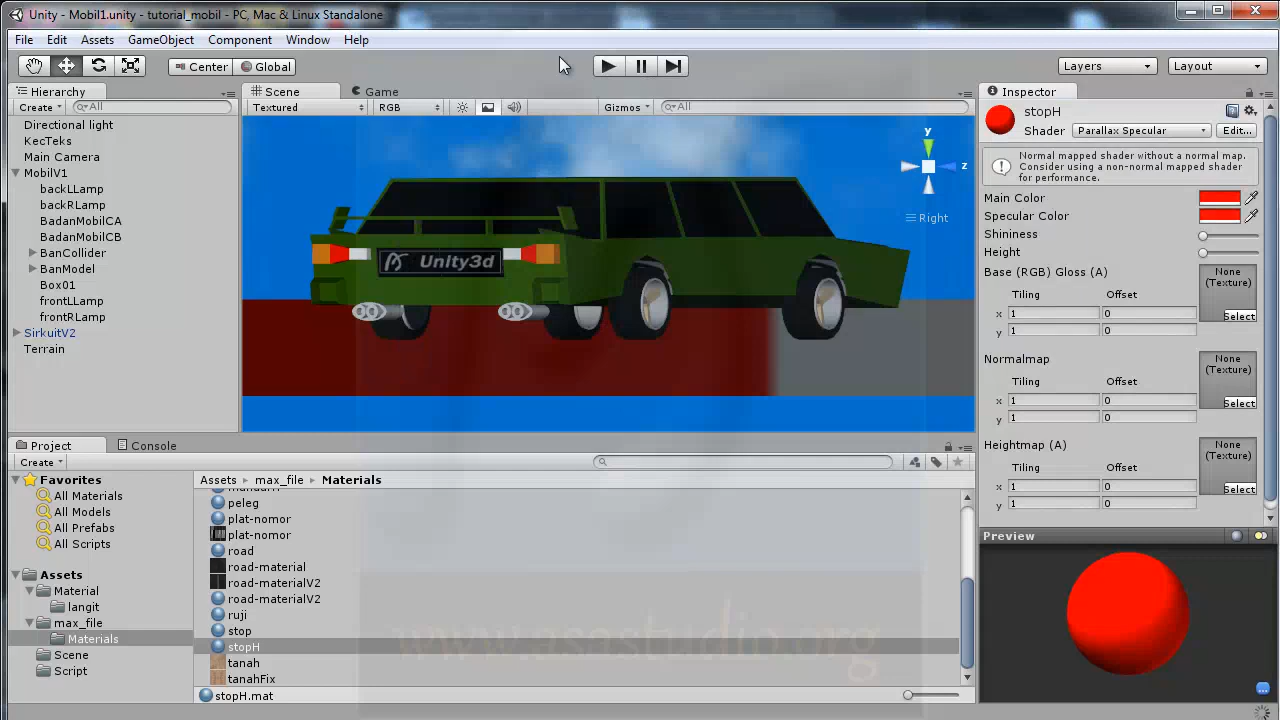 Unity - Mobil1.unity - tutorial_mobil - PC, Mac & Linux Standalone
File Edit Assets GameObject Component Window Help
Center Global Layers Layout
Hierarchy
Create All
Directional light
KecTeks
Main Camera
MobilV1
backLLamp
backRLamp
BadanMobilCA
BadanMobilCB
BanCollider
BanModel
Box01
frontLLamp
frontRLamp
SirkuitV2
Terrain
Scene Game
Textured RGB Gizmos All
y
z
Right
Unity3d
Inspector
stopH
Shader Parallax Specular Edit...
Normal mapped shader without a normal map.
Consider using a non-normal mapped shader
for performance.
Main Color
Specular Color
Shininess
Height
Base (RGB) Gloss (A)
None
(Texture)
Tiling Offset
x 1 0
y 1 0
Select
Normalmap
None
(Texture)
Tiling Offset
x 1 0
y 1 0
Select
Heightmap (A)
None
(Texture)
Tiling Offset
x 1 0
y 1 0
Select
Preview
Project Console
Create
Favorites
All Materials
All Models
All Prefabs
All Scripts
Assets
Material
langit
max_file
Materials
Scene
Script
Assets max_file Materials
peleg
plat-nomor
plat-nomor
road
road-material
road-materialV2
road-materialV2
ruji
stop
stopH
tanah
tanahFix
stopH.mat
www.asastudio.org